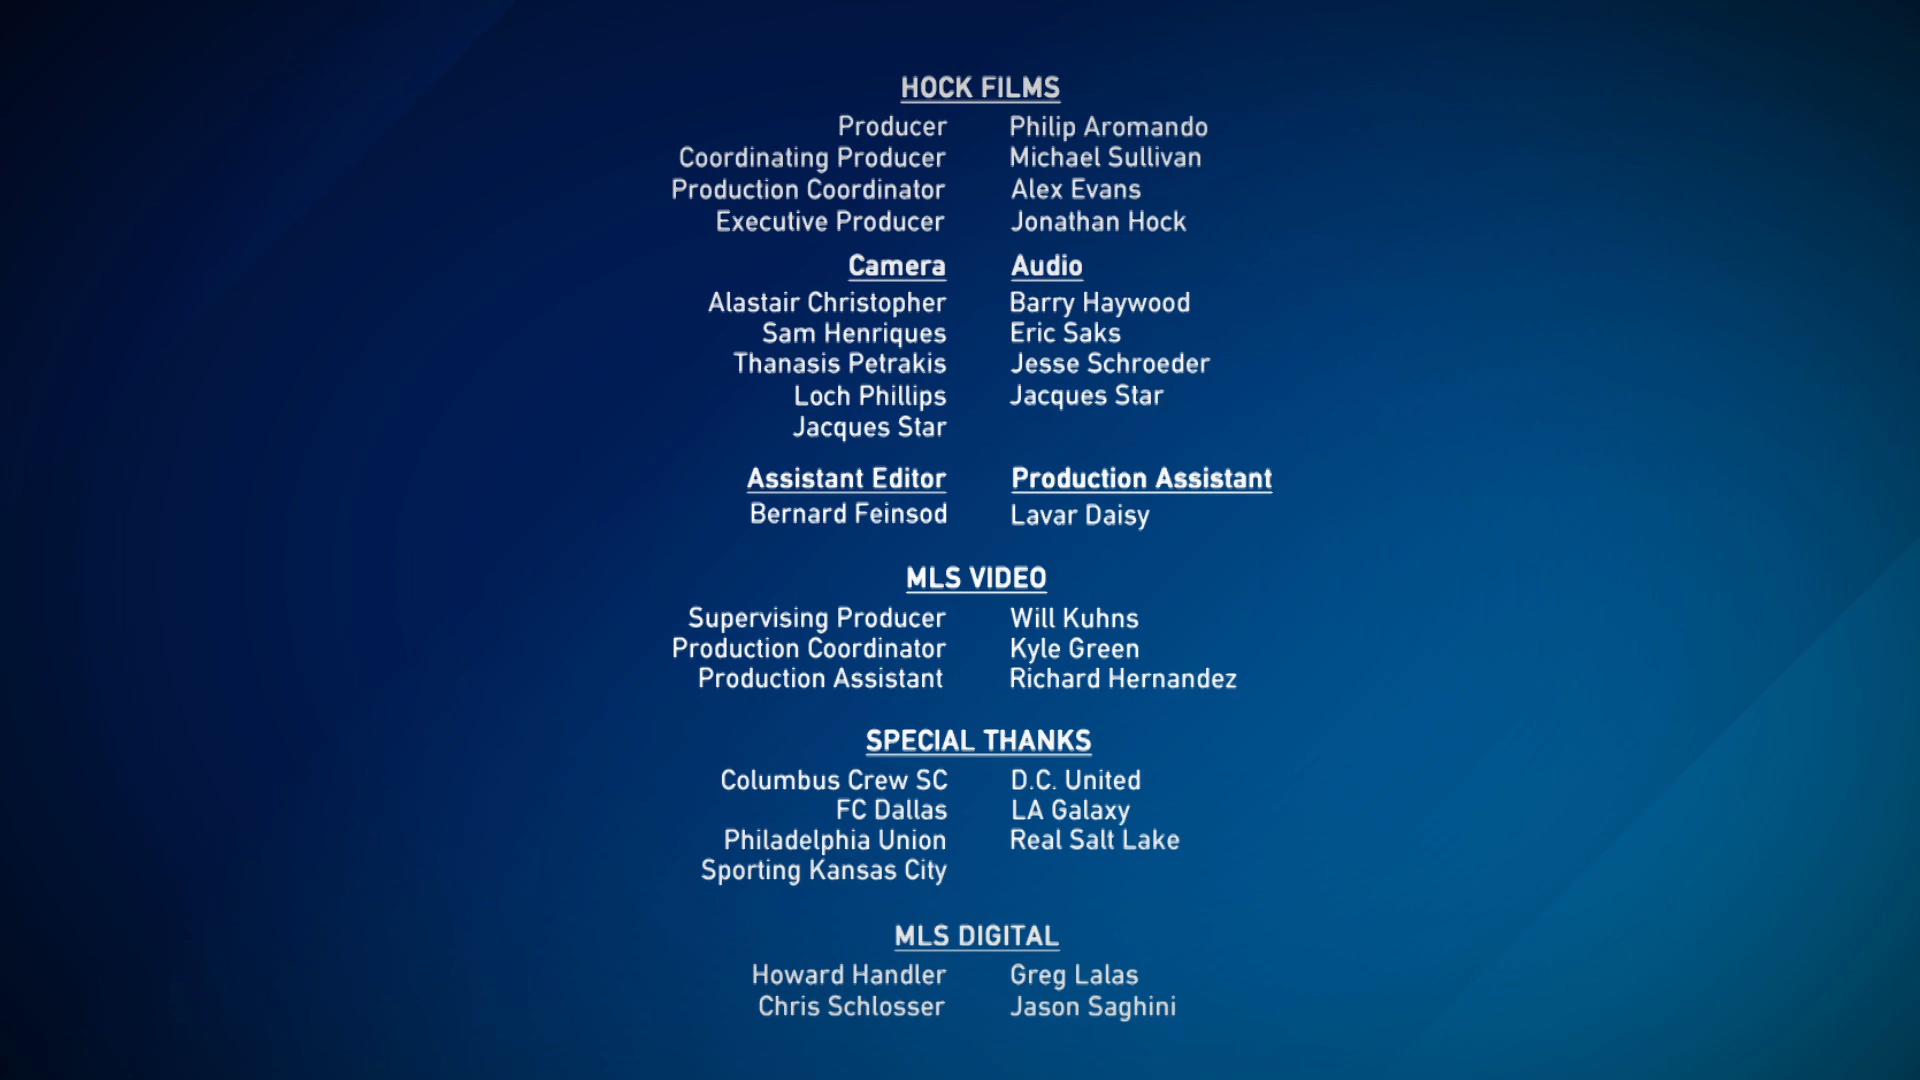 HOCK FILMS
Producer Philip Aromando
Coordinating Producer Michael Sullivan
Production Coordinator Alex Evans
Executive Producer Jonathan Hock
Camera Audio
Alastair Christopher Barry Haywood
Sam Henriques Eric Saks
Thanasis Petrakis Jesse Schroeder
Loch Phillips Jacques Star
Jacques Star
Assistant Editor Production Assistant
Bernard Feinsod Lavar Daisy
MLS VIDEO
Supervising Producer Will Kuhns
Production Coordinator Kyle Green
Production Assistant Richard Hernandez
SPECIAL THANKS
Columbus Crew SC D.C. United
FC Dallas LA Galaxy
Philadelphia Union Real Salt Lake
Sporting Kansas City
MLS DIGITAL
Howard Handler Greg Lalas
Chris Schlosser Jason Saghini